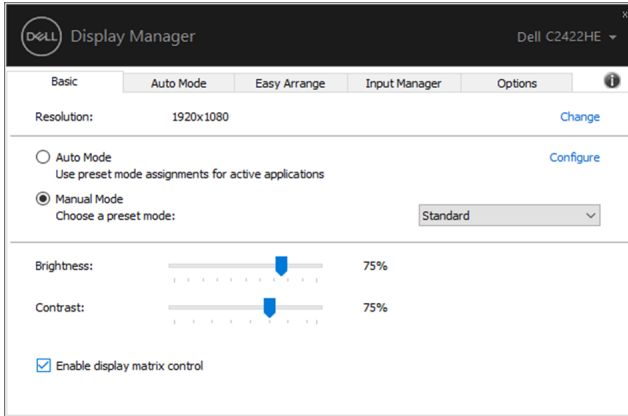 DELL Display Manager Dell C2422HE
x
Basic Auto Mode Easy Arrange Input Manager Options i
Resolution: 1920x1080 Change
Auto Mode Configure
Use preset mode assignments for active applications
Manual Mode
Choose a preset mode: Standard
Brightness: 75%
Contrast: 75%
Enable display matrix control